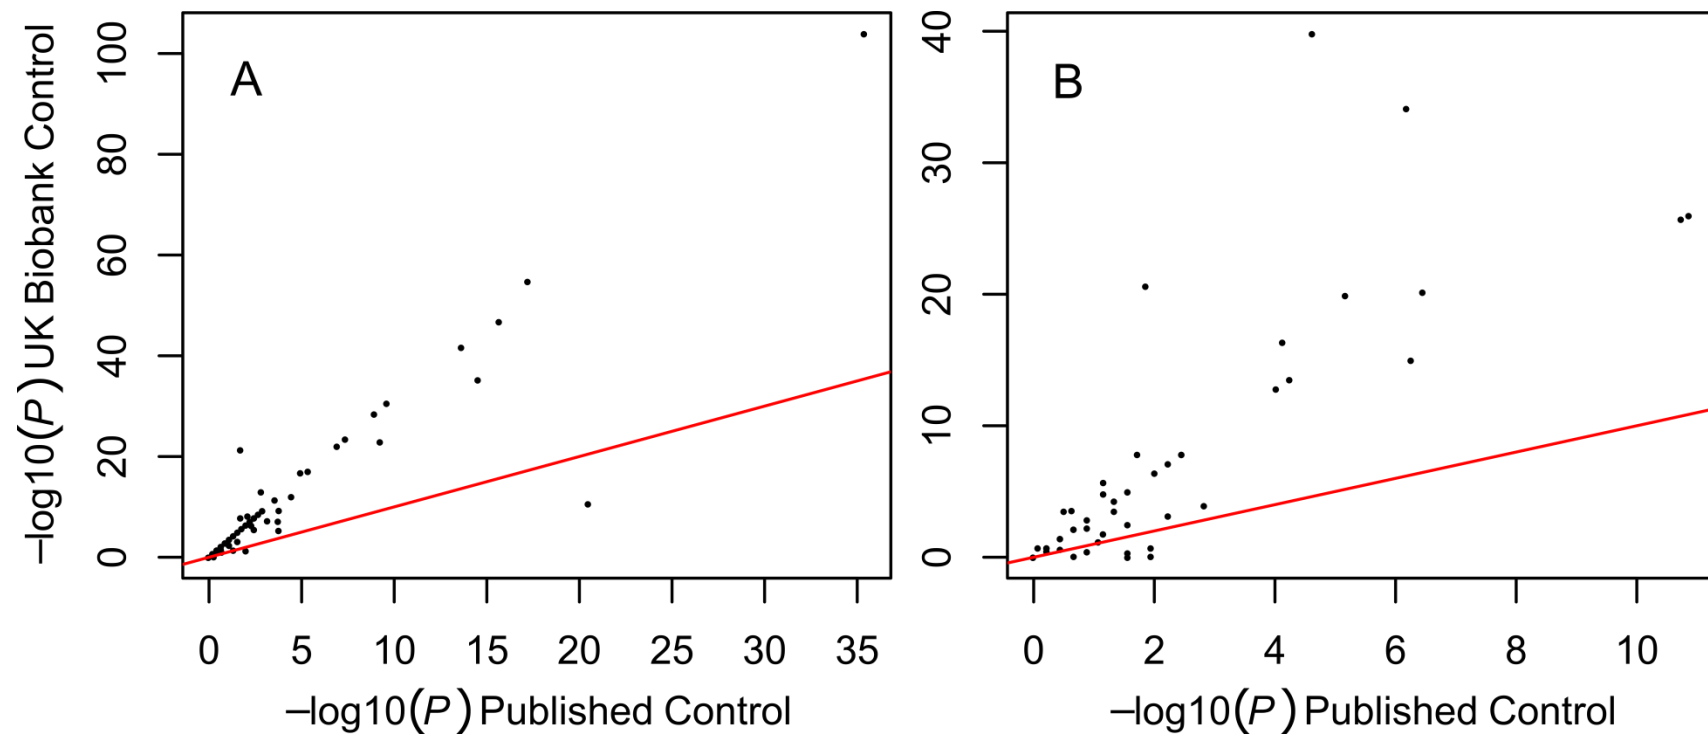 −log10(P) UK Biobank Control
A
0
20
40
60
80
100
0 5 10 15 20 25 30 35
−log10(P) Published Control
B
0
10
20
30
40
0 2 4 6 8 10
−log10(P) Published Control